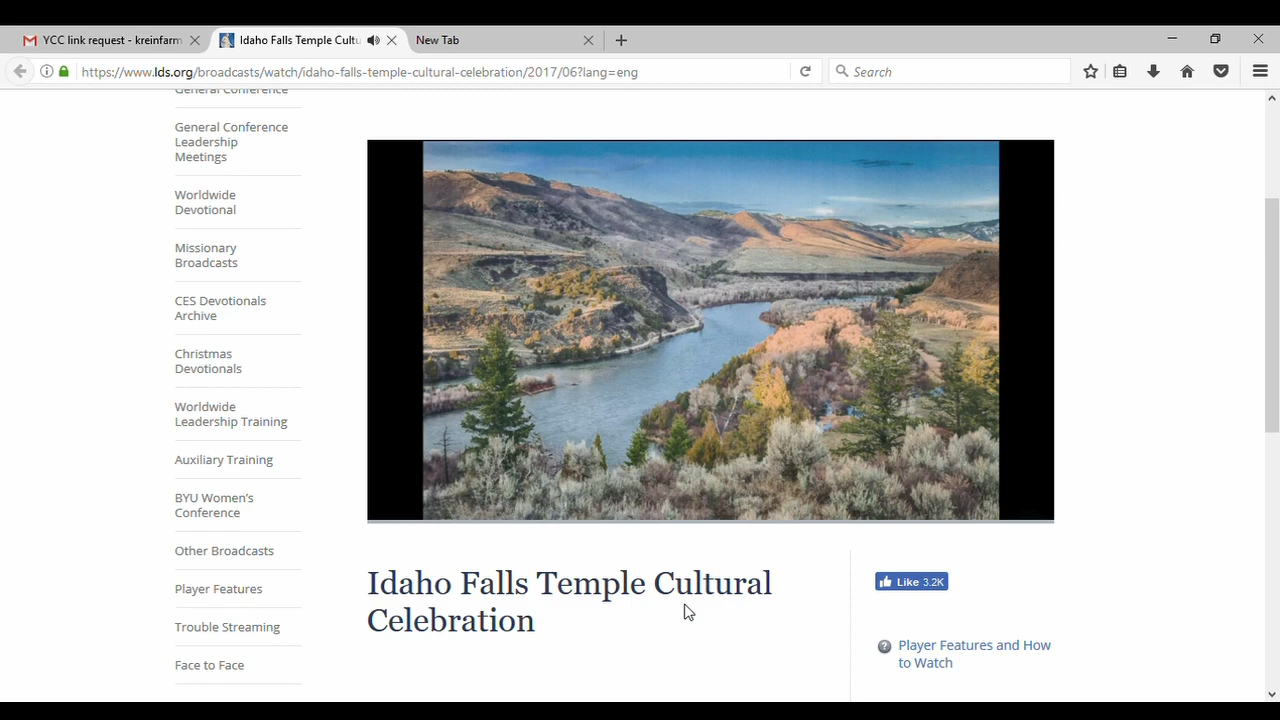 YCC link request - kreinfarm
Idaho Falls Temple Cultu
New Tab
https://www.lds.org/broadcasts/watch/idaho-falls-temple-cultural-celebration/2017/06?lang=eng
Search
General Conference
General Conference
Leadership
Meetings
Worldwide
Devotional
Missionary
Broadcasts
CES Devotionals
Archive
Christmas
Devotionals
Worldwide
Leadership Training
Auxiliary Training
BYU Women’s
Conference
Other Broadcasts
Player Features
Trouble Streaming
Face to Face
Idaho Falls Temple Cultural
Celebration
Like 3.2K
Player Features and How
to Watch